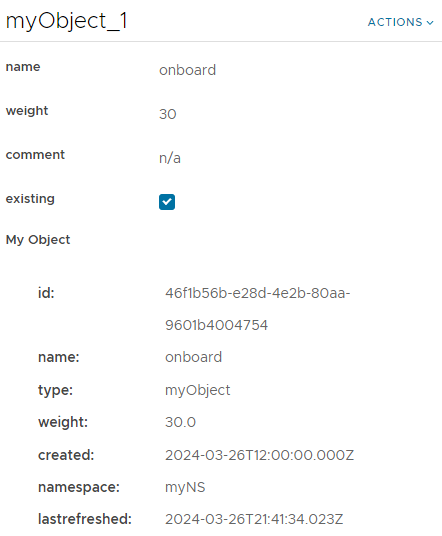 myObject_1 ACTIONS
name onboard
weight 30
comment n/a
existing
My Object
id: 46f1b56b-e28d-4e2b-80aa-
9601b4004754
name: onboard
type: myObject
weight: 30.0
created: 2024-03-26T12:00:00.000Z
namespace: myNS
lastrefreshed: 2024-03-26T21:41:34.023Z